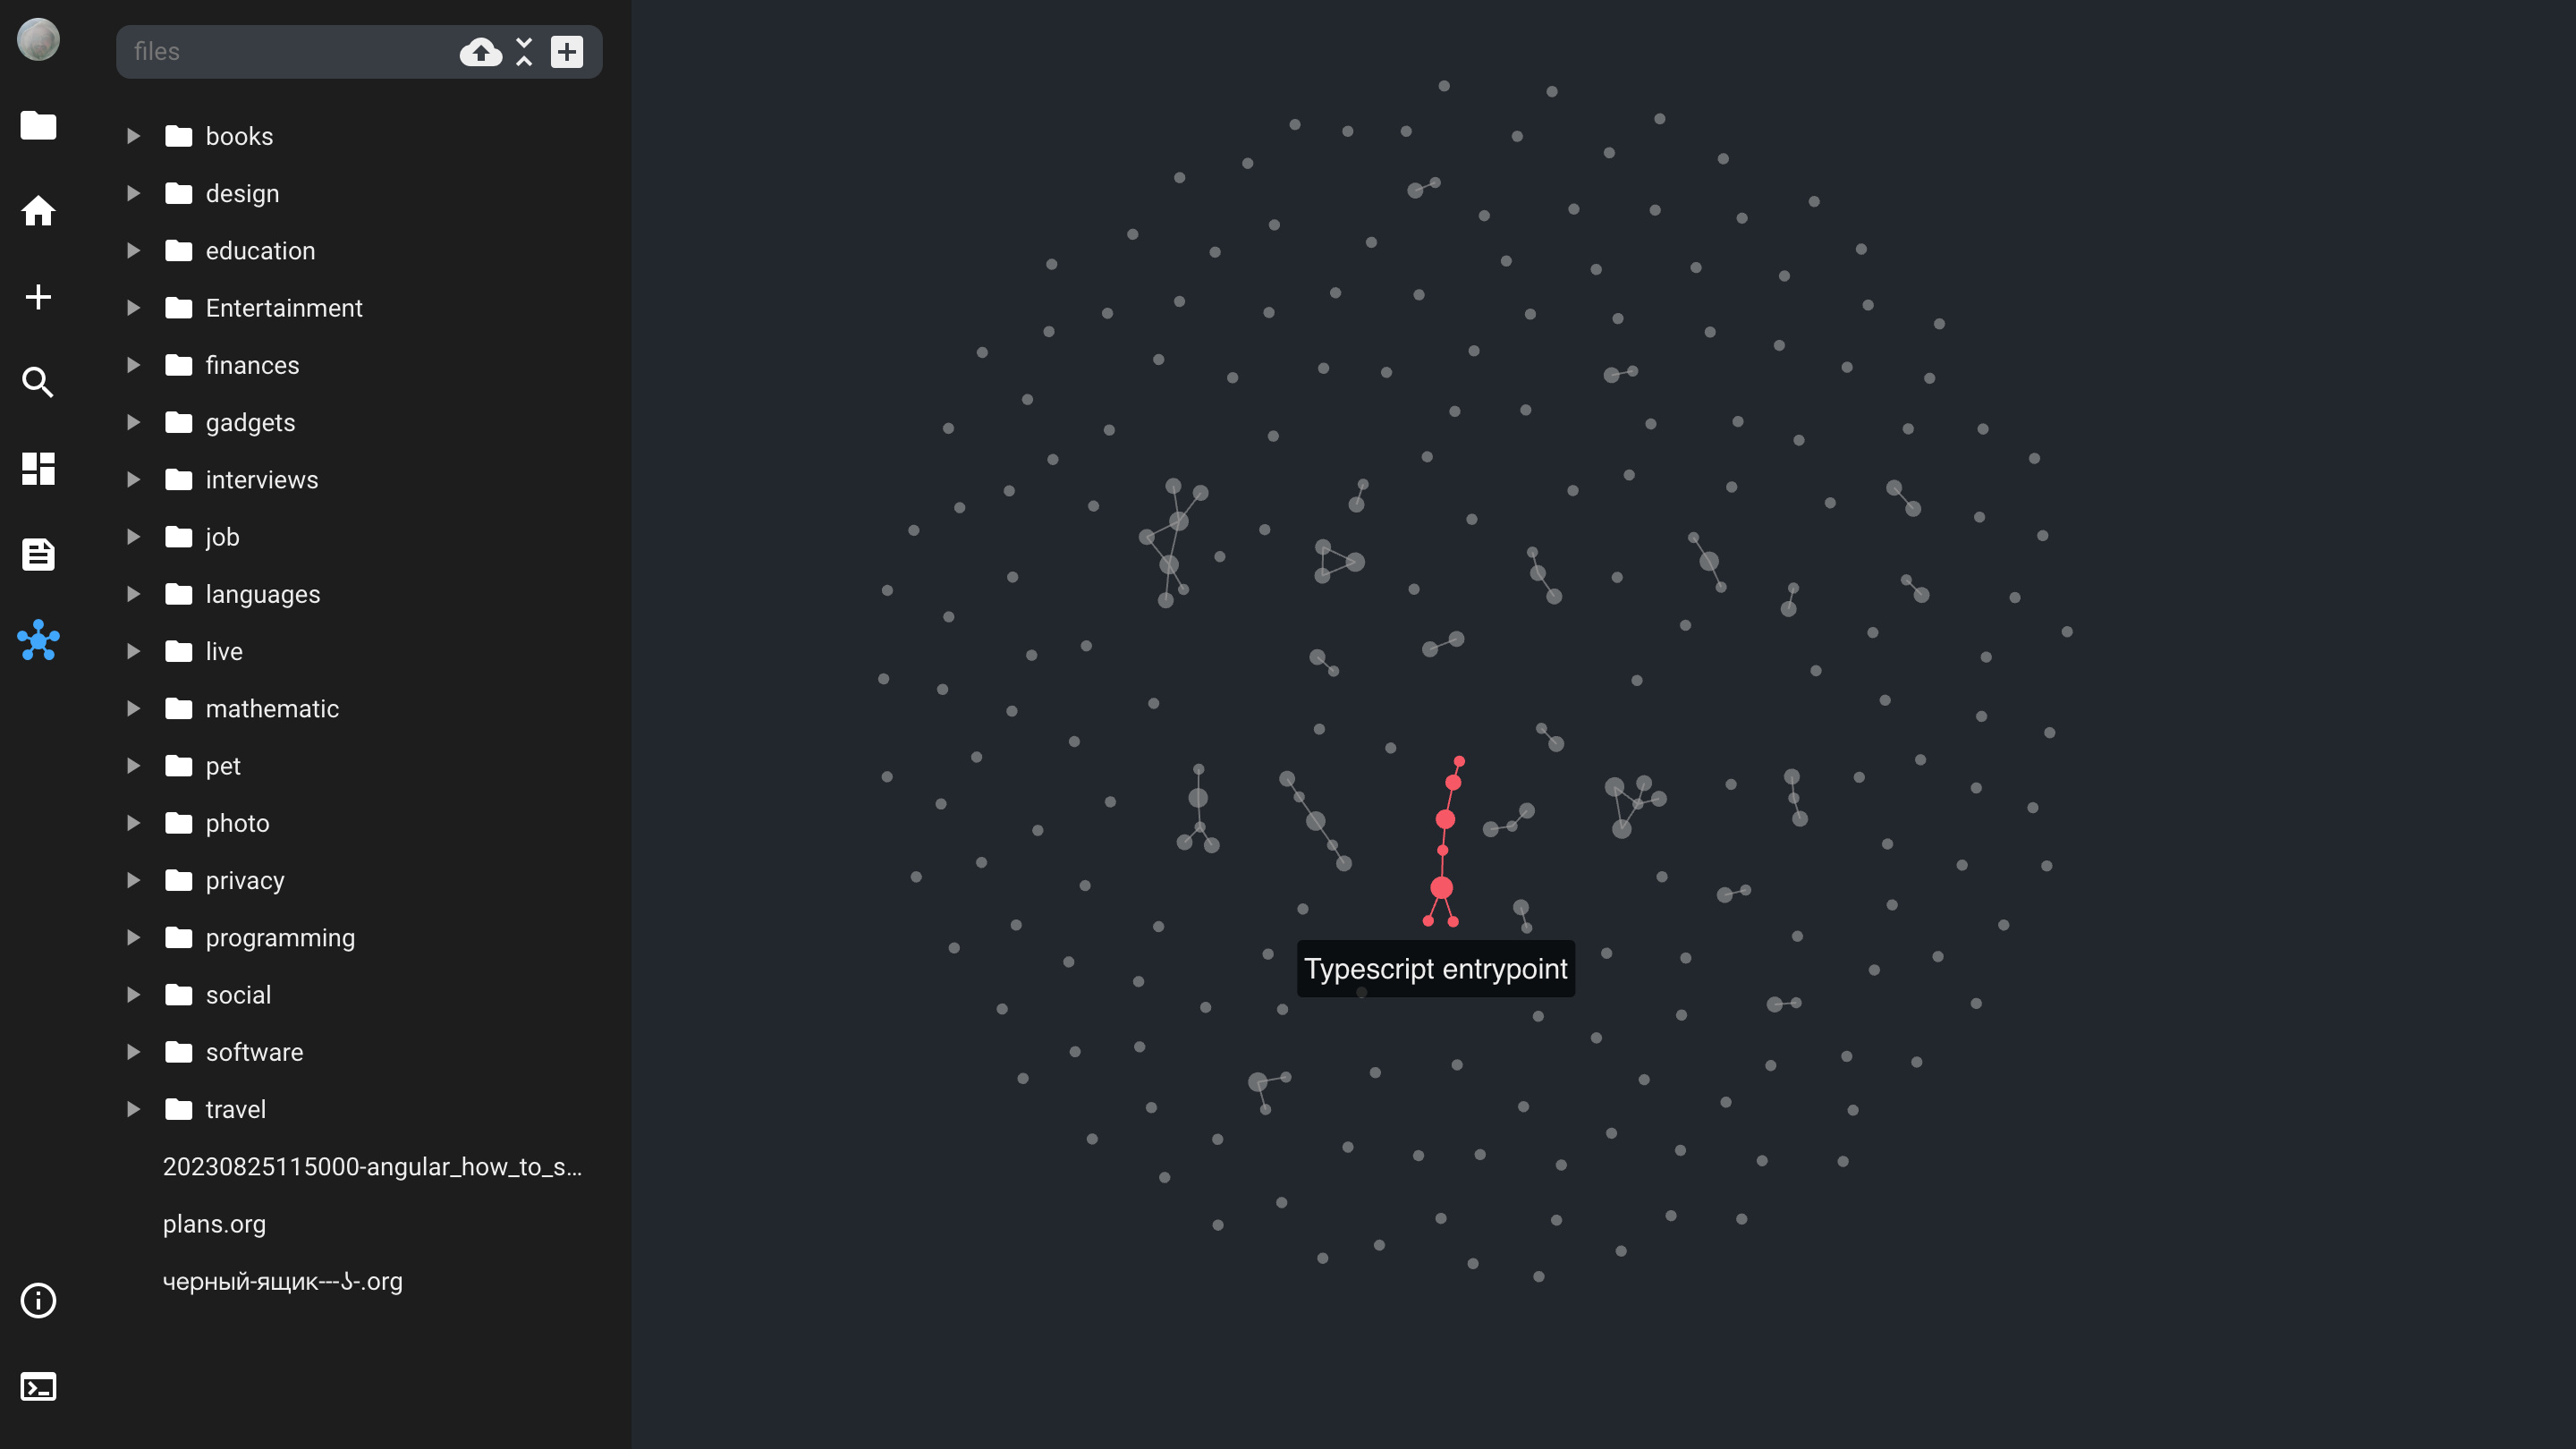 files
books
design
education
Entertainment
finances
gadgets
interviews
job
languages
live
mathematic
pet
photo
privacy
programming
social
software
travel
20230825115000-angular_how_to_s...
plans.org
черный-ящик---ქ-.org
Typescript entrypoint